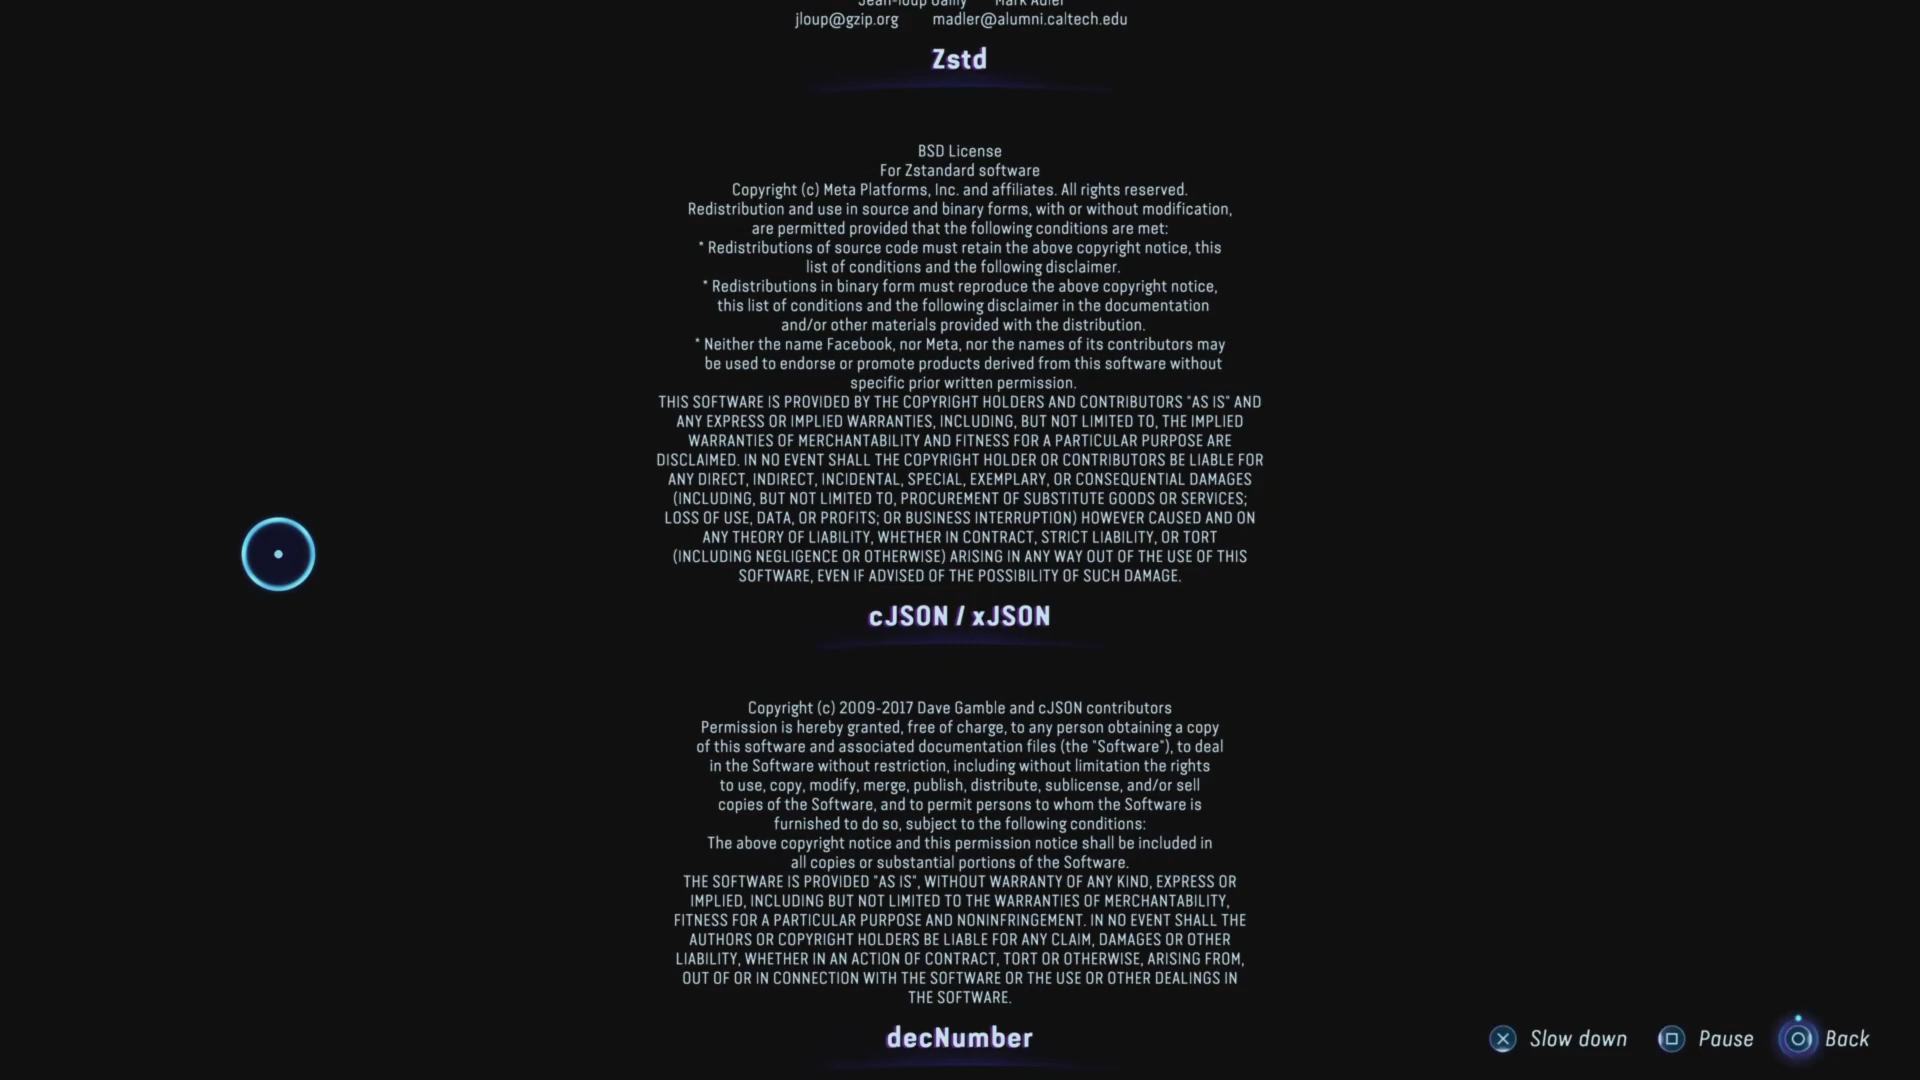 Jean-loup Gailly Mark Adler
jloup@gzip.org madler@alumni.caltech.edu
Zstd
BSD License
For Zstandard software
Copyright (c) Meta Platforms, Inc. and affiliates. All rights reserved.
Redistribution and use in source and binary forms, with or without modification,
are permitted provided that the following conditions are met:
* Redistributions of source code must retain the above copyright notice, this
list of conditions and the following disclaimer.
* Redistributions in binary form must reproduce the above copyright notice,
this list of conditions and the following disclaimer in the documentation
and/or other materials provided with the distribution.
* Neither the name Facebook, nor Meta, nor the names of its contributors may
be used to endorse or promote products derived from this software without
specific prior written permission.
THIS SOFTWARE IS PROVIDED BY THE COPYRIGHT HOLDERS AND CONTRIBUTORS "AS IS" AND
ANY EXPRESS OR IMPLIED WARRANTIES, INCLUDING, BUT NOT LIMITED TO, THE IMPLIED
WARRANTIES OF MERCHANTABILITY AND FITNESS FOR A PARTICULAR PURPOSE ARE
DISCLAIMED. IN NO EVENT SHALL THE COPYRIGHT HOLDER OR CONTRIBUTORS BE LIABLE FOR
ANY DIRECT, INDIRECT, INCIDENTAL, SPECIAL, EXEMPLARY, OR CONSEQUENTIAL DAMAGES
(INCLUDING, BUT NOT LIMITED TO, PROCUREMENT OF SUBSTITUTE GOODS OR SERVICES;
LOSS OF USE, DATA, OR PROFITS; OR BUSINESS INTERRUPTION) HOWEVER CAUSED AND ON
ANY THEORY OF LIABILITY, WHETHER IN CONTRACT, STRICT LIABILITY, OR TORT
(INCLUDING NEGLIGENCE OR OTHERWISE) ARISING IN ANY WAY OUT OF THE USE OF THIS
SOFTWARE, EVEN IF ADVISED OF THE POSSIBILITY OF SUCH DAMAGE.
cJSON / xJSON
Copyright (c) 2009-2017 Dave Gamble and cJSON contributors
Permission is hereby granted, free of charge, to any person obtaining a copy
of this software and associated documentation files (the "Software"), to deal
in the Software without restriction, including without limitation the rights
to use, copy, modify, merge, publish, distribute, sublicense, and/or sell
copies of the Software, and to permit persons to whom the Software is
furnished to do so, subject to the following conditions:
The above copyright notice and this permission notice shall be included in
all copies or substantial portions of the Software.
THE SOFTWARE IS PROVIDED "AS IS", WITHOUT WARRANTY OF ANY KIND, EXPRESS OR
IMPLIED, INCLUDING BUT NOT LIMITED TO THE WARRANTIES OF MERCHANTABILITY,
FITNESS FOR A PARTICULAR PURPOSE AND NONINFRINGEMENT. IN NO EVENT SHALL THE
AUTHORS OR COPYRIGHT HOLDERS BE LIABLE FOR ANY CLAIM, DAMAGES OR OTHER
LIABILITY, WHETHER IN AN ACTION OF CONTRACT, TORT OR OTHERWISE, ARISING FROM,
OUT OF OR IN CONNECTION WITH THE SOFTWARE OR THE USE OR OTHER DEALINGS IN
THE SOFTWARE.
decNumber
Slow down Pause Back